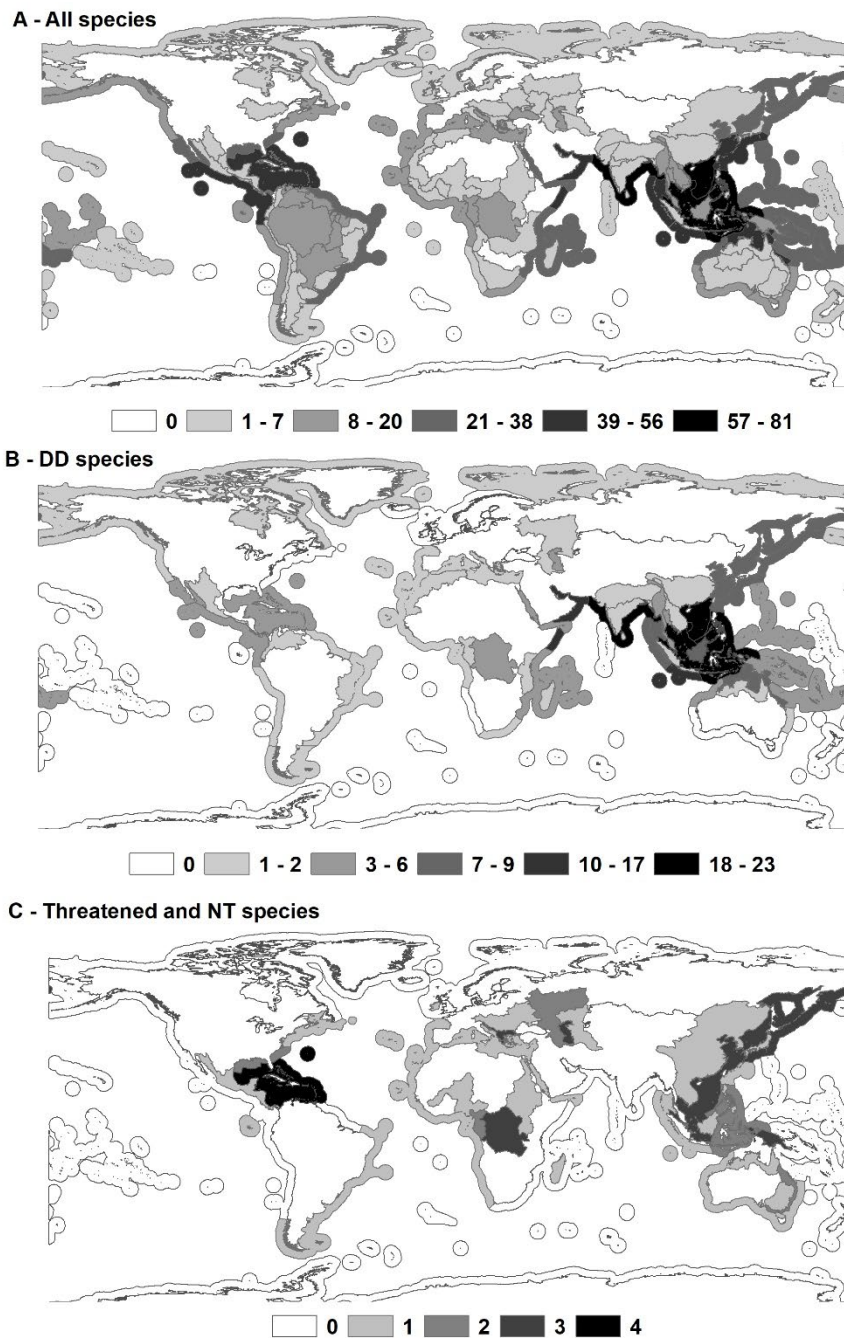 A - All species
0 1 - 7 8 - 20 21 - 38 39 - 56 57 - 81
B - DD species
0 1 - 2 3 - 6 7 - 9 10 - 17 18 - 23
C - Threatened and NT species
0 1 2 3 4